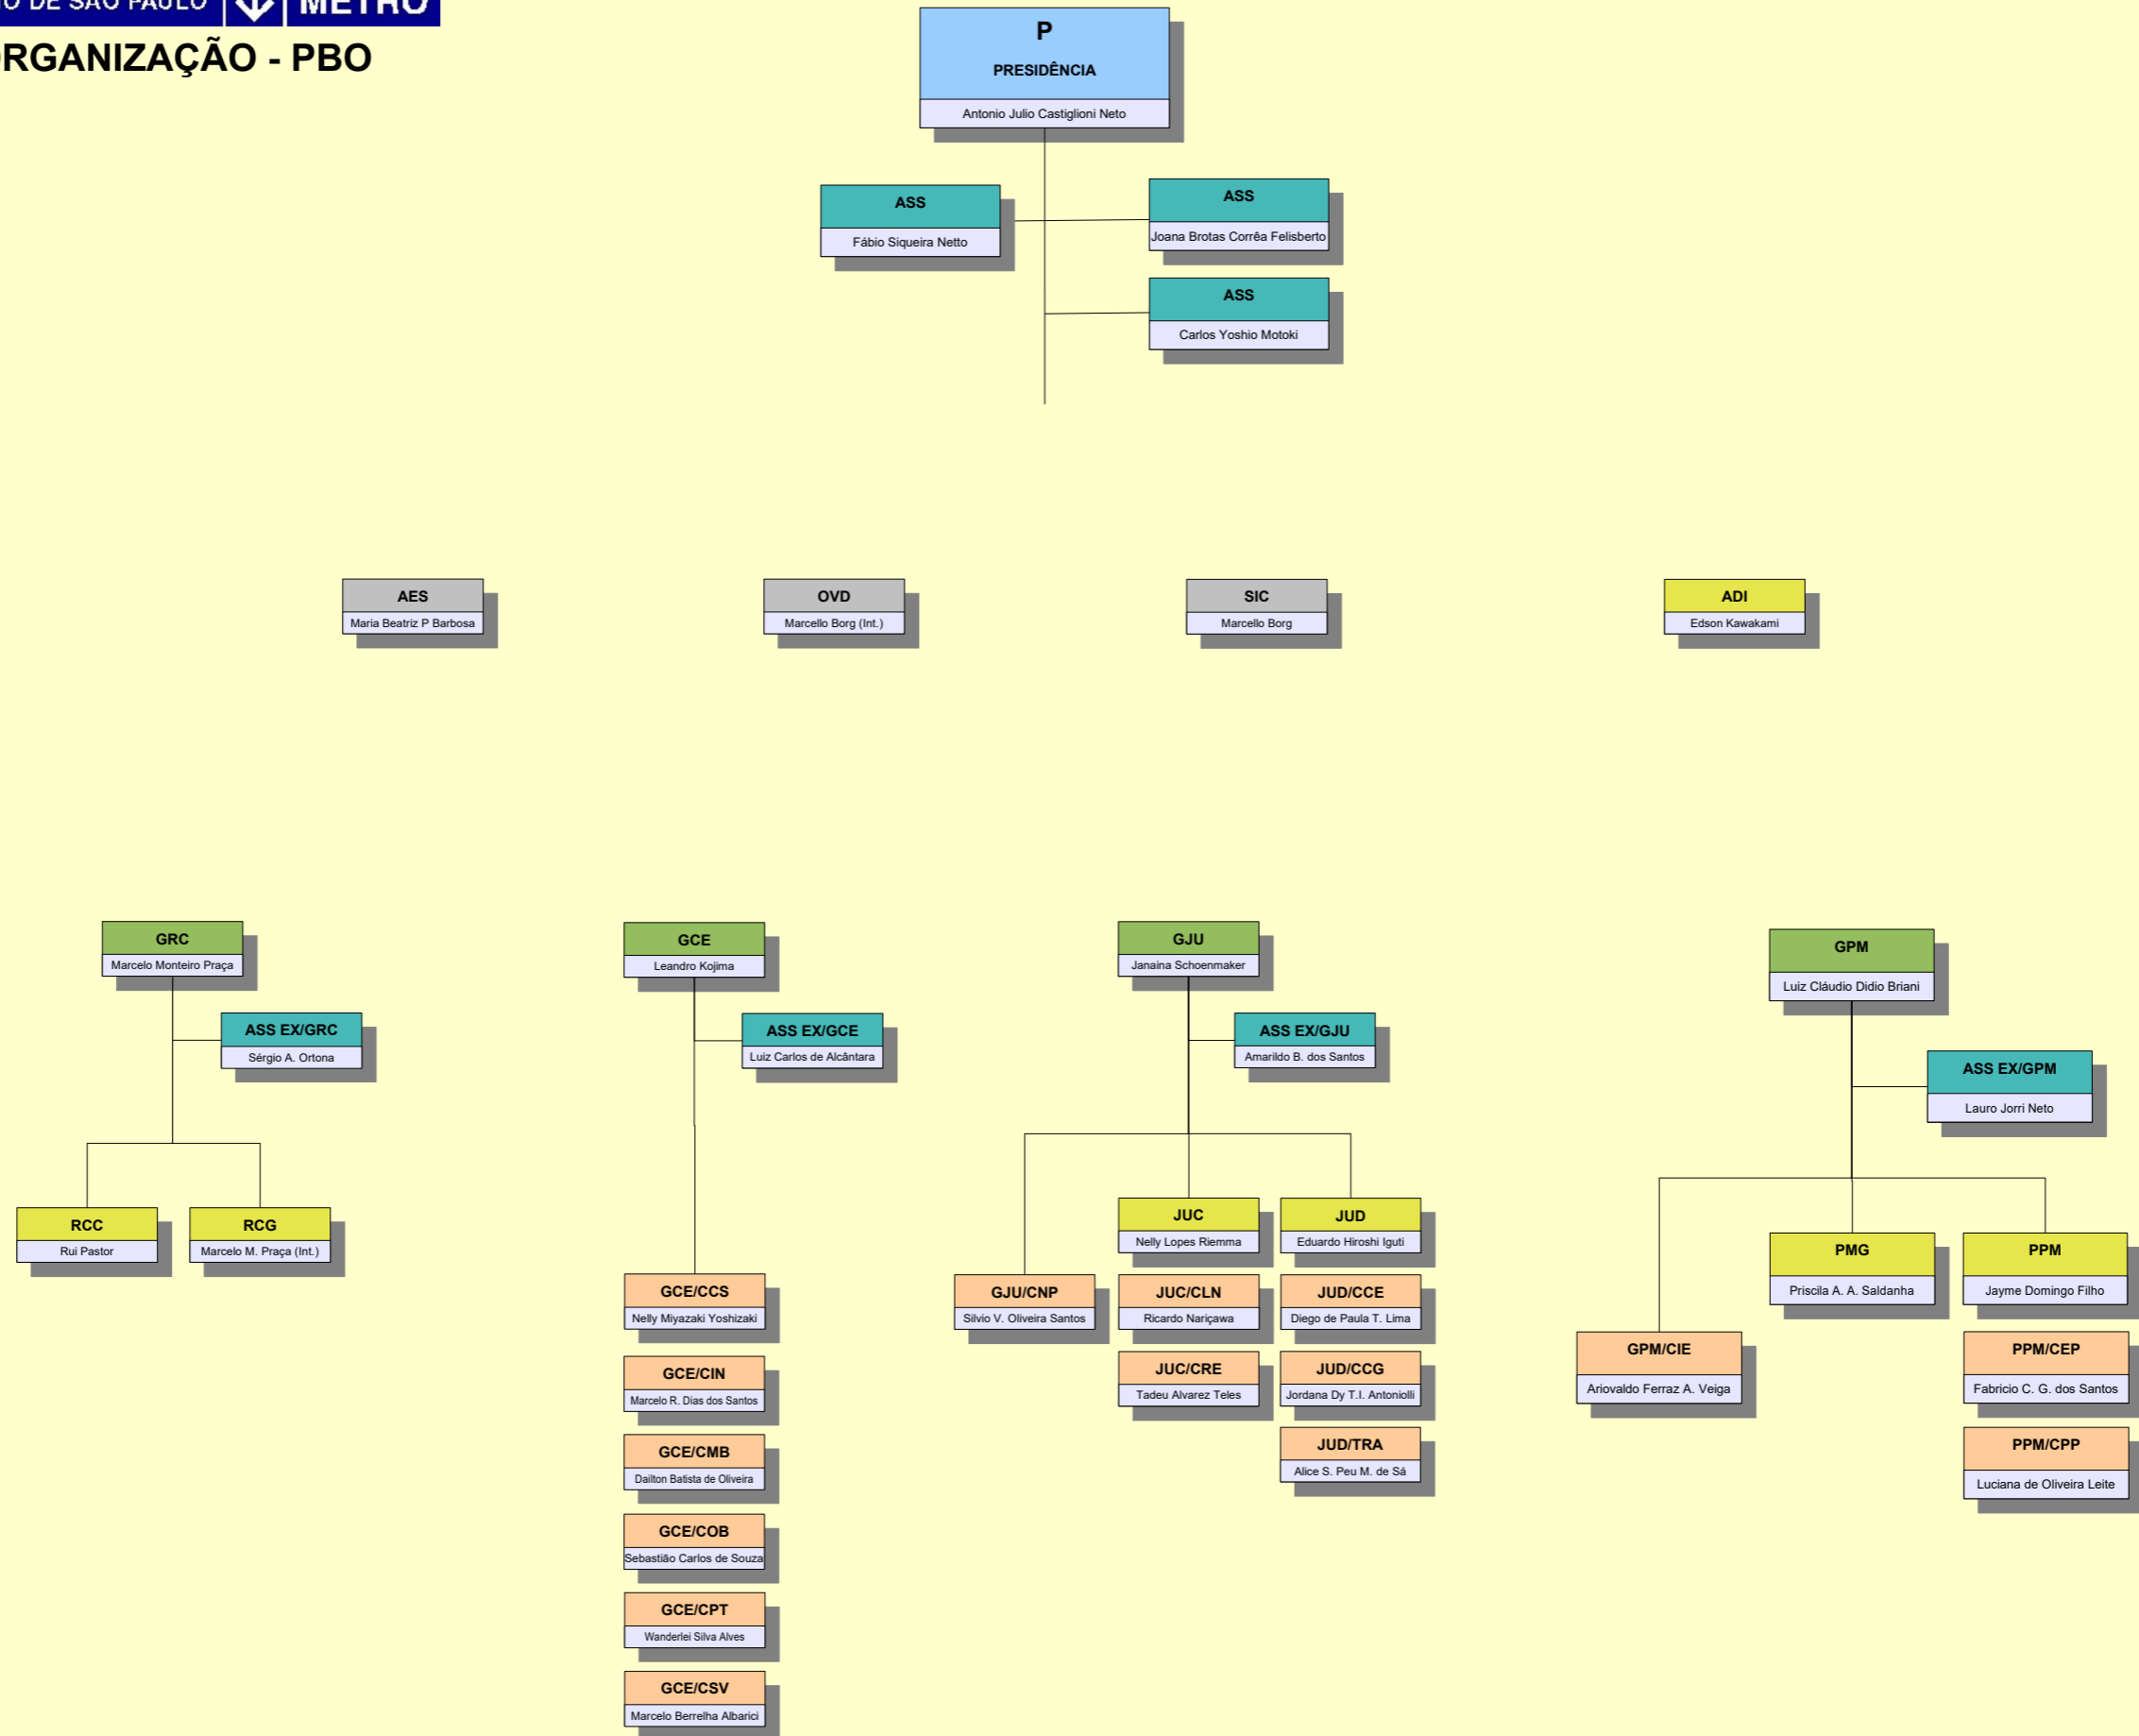 DE SÃO PAULO METRÔ
ORGANIZAÇÃO - PBO
P
PRESIDÊNCIA
Antonio Julio Castiglioni Neto
ASS
Fábio Siqueira Netto
ASS
Joana Brotas Corrêa Felisberto
ASS
Carlos Yoshio Motoki
AES
Maria Beatriz P Barbosa
OVD
Marcello Borg (Int.)
SIC
Marcello Borg
ADI
Edson Kawakami
GRC
Marcelo Monteiro Praça
ASS EX/GRC
Sérgio A. Ortona
RCC
Rui Pastor
RCG
Marcelo M. Praça (Int.)
GCE
Leandro Kojima
ASS EX/GCE
Luiz Carlos de Alcântara
GCE/CCS
Nelly Miyazaki Yoshizaki
GCE/CIN
Marcelo R. Dias dos Santos
GCE/CMB
Dailton Batista de Oliveira
GCE/COB
Sebastião Carlos de Souza
GCE/CPT
Wanderlei Silva Alves
GCE/CSV
Marcelo Berrelha Albarici
GJU
Janaina Schoenmaker
ASS EX/GJU
Amarildo B. dos Santos
GJU/CNP
Silvio V. Oliveira Santos
JUC
Nelly Lopes Riemma
JUC/CLN
Ricardo Nariçawa
JUC/CRE
Tadeu Alvarez Teles
JUD
Eduardo Hiroshi Iguti
JUD/CCE
Diego de Paula T. Lima
JUD/CCG
Jordana Dy T.I. Antoniolli
JUD/TRA
Alice S. Peu M. de Sá
GPM
Luiz Cláudio Didio Briani
ASS EX/GPM
Lauro Jorri Neto
GPM/CIE
Ariovaldo Ferraz A. Veiga
PMG
Priscila A. A. Saldanha
PPM
Jayme Domingo Filho
PPM/CEP
Fabricio C. G. dos Santos
PPM/CPP
Luciana de Oliveira Leite